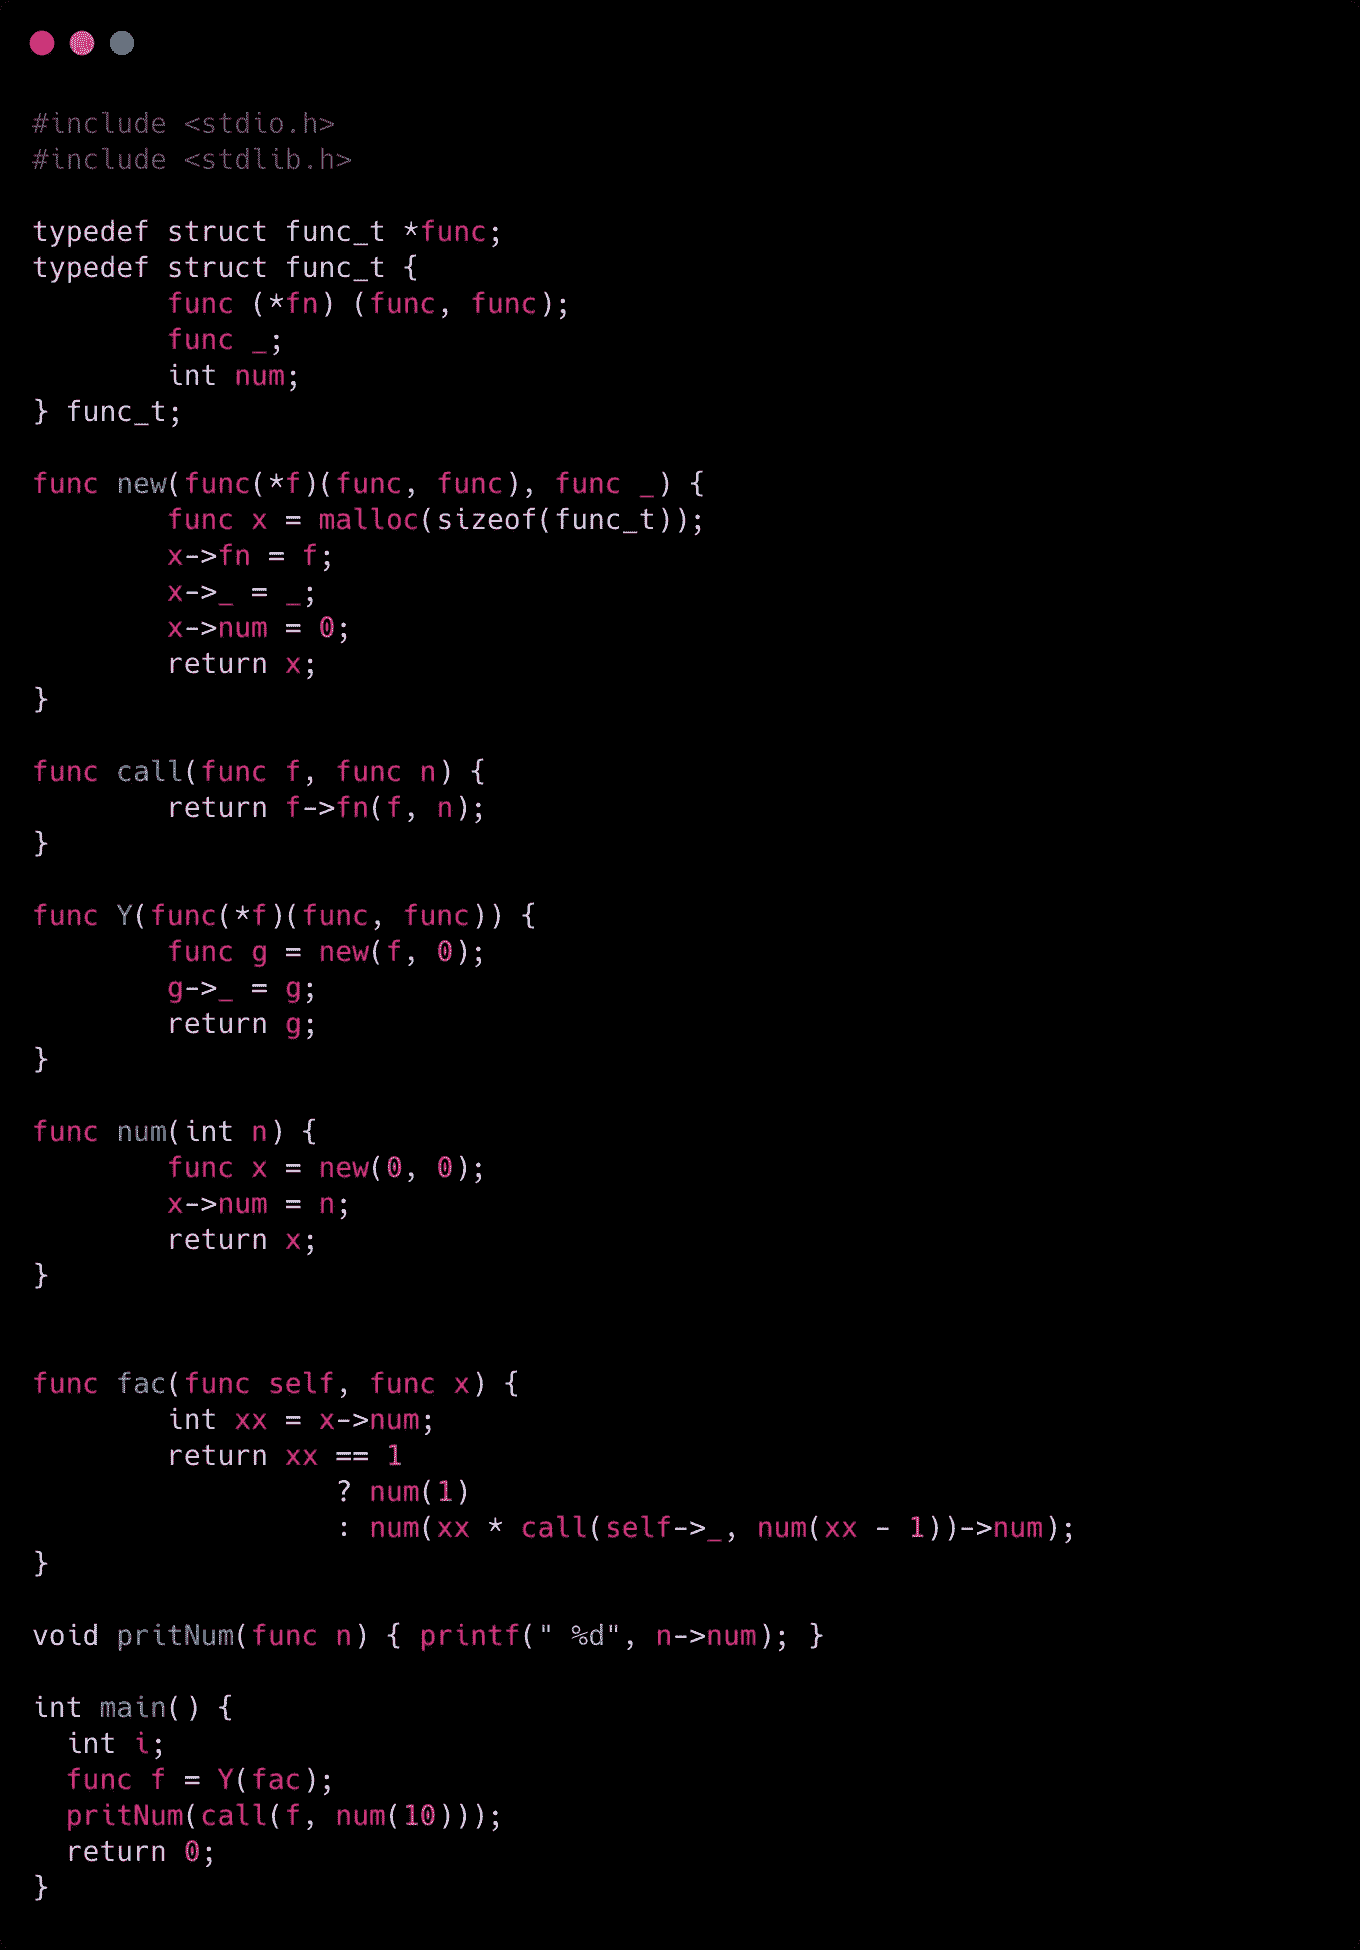 #include <stdio.h>
#include <stdlib.h>
typedef struct func_t *func;
typedef struct func_t {
        func (*fn) (func, func);
        func _;
        int num;
} func_t;
func new(func(*f)(func, func), func _) {
        func x = malloc(sizeof(func_t));
        x->fn = f;
        x->_ = _;
        x->num = 0;
        return x;
}
func call(func f, func n) {
        return f->fn(f, n);
}
func Y(func(*f)(func, func)) {
        func g = new(f, 0);
        g->_ = g;
        return g;
}
func num(int n) {
        func x = new(0, 0);
        x->num = n;
        return x;
}
func fac(func self, func x) {
        int xx = x->num;
        return xx == 1
                  ? num(1)
                  : num(xx * call(self->_, num(xx - 1))->num);
}
void pritNum(func n) { printf(" %d", n->num); }
int main() {
  int i;
  func f = Y(fac);
  pritNum(call(f, num(10)));
  return 0;
}